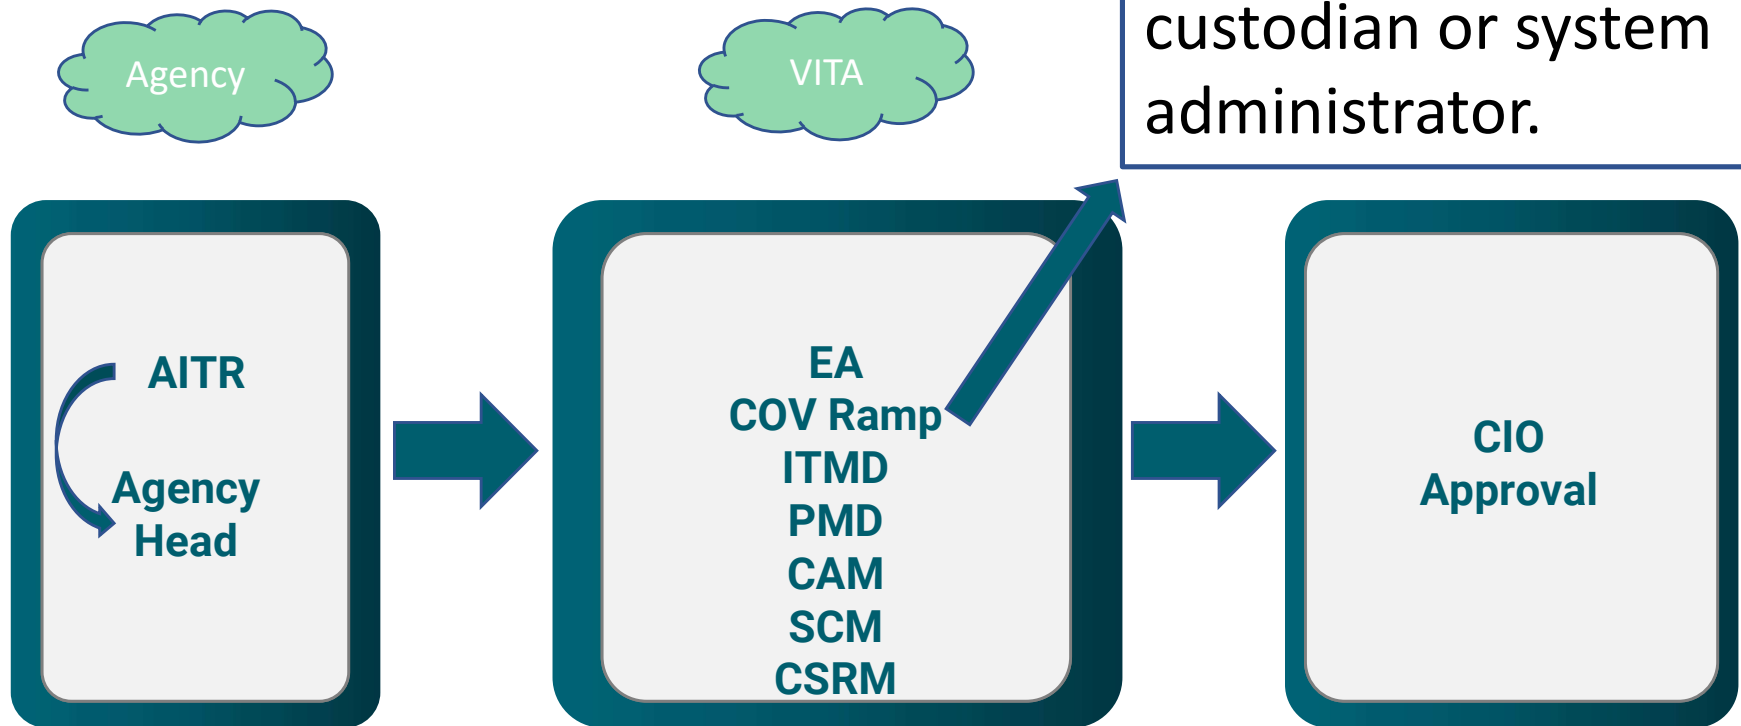 Agency
VITA
custodian or system
administrator.
AITR
Agency
Head
EA
COV Ramp
ITMD
PMD
CAM
SCM
CSRM
CIO
Approval